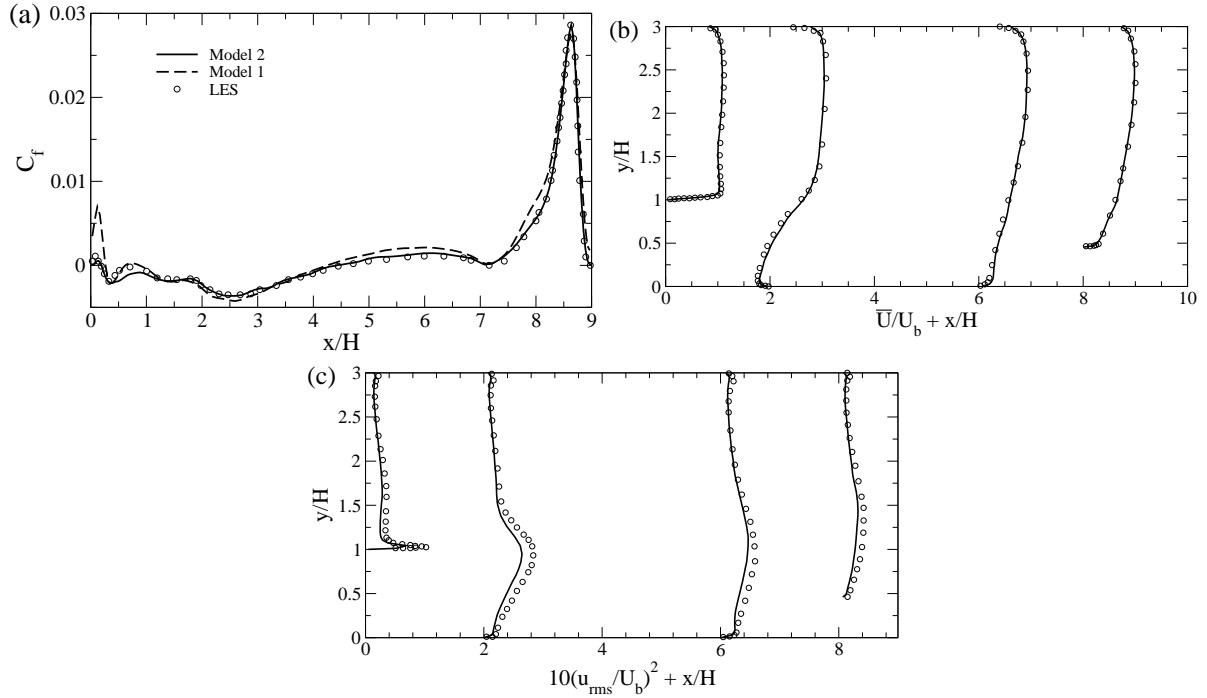 (a)
0.03
0.02
0.01
0
C_f
Model 2
Model 1
LES
0 1 2 3 4 5 6 7 8 9
x/H
(b)
3
2.5
2
1.5
1
0.5
0
y/H
0 2 4 6 8 10
U̅/U_b + x/H
(c)
3
2.5
2
1.5
1
0.5
0
y/H
0 2 4 6 8
10(u_rms/U_b)² + x/H